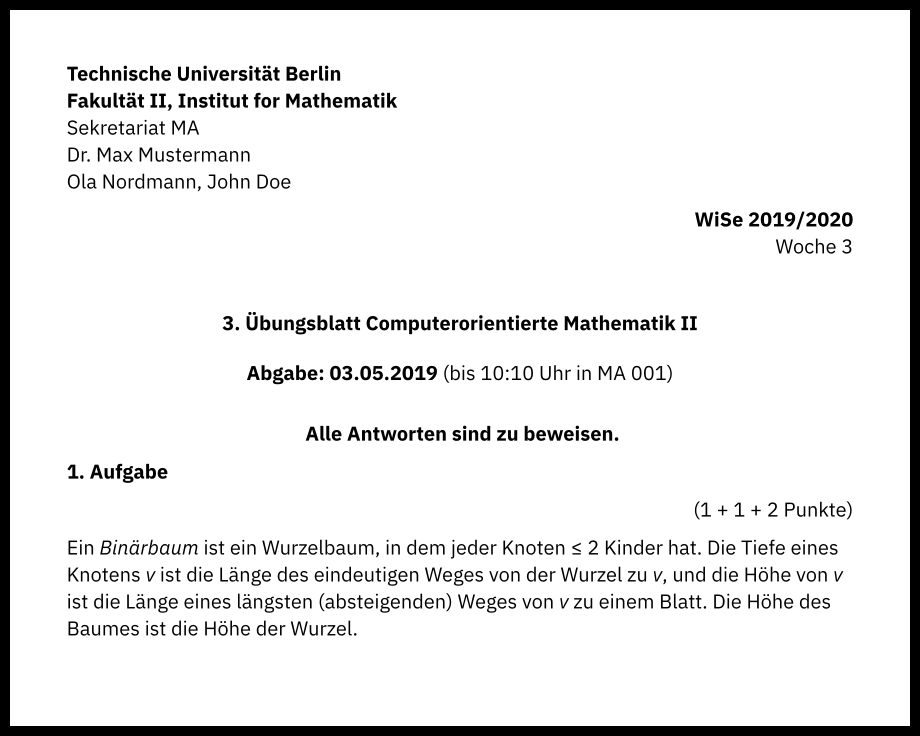 Technische Universität Berlin
Fakultät II, Institut for Mathematik
Sekretariat MA
Dr. Max Mustermann
Ola Nordmann, John Doe
WiSe 2019/2020
Woche 3
3. Übungsblatt Computerorientierte Mathematik II
Abgabe: 03.05.2019 (bis 10:10 Uhr in MA 001)
Alle Antworten sind zu beweisen.
1. Aufgabe
(1 + 1 + 2 Punkte)
Ein Binärbaum ist ein Wurzelbaum, in dem jeder Knoten ≤ 2 Kinder hat. Die Tiefe eines
Knotens v ist die Länge des eindeutigen Weges von der Wurzel zu v, und die Höhe von v
ist die Länge eines längsten (absteigenden) Weges von v zu einem Blatt. Die Höhe des
Baumes ist die Höhe der Wurzel.